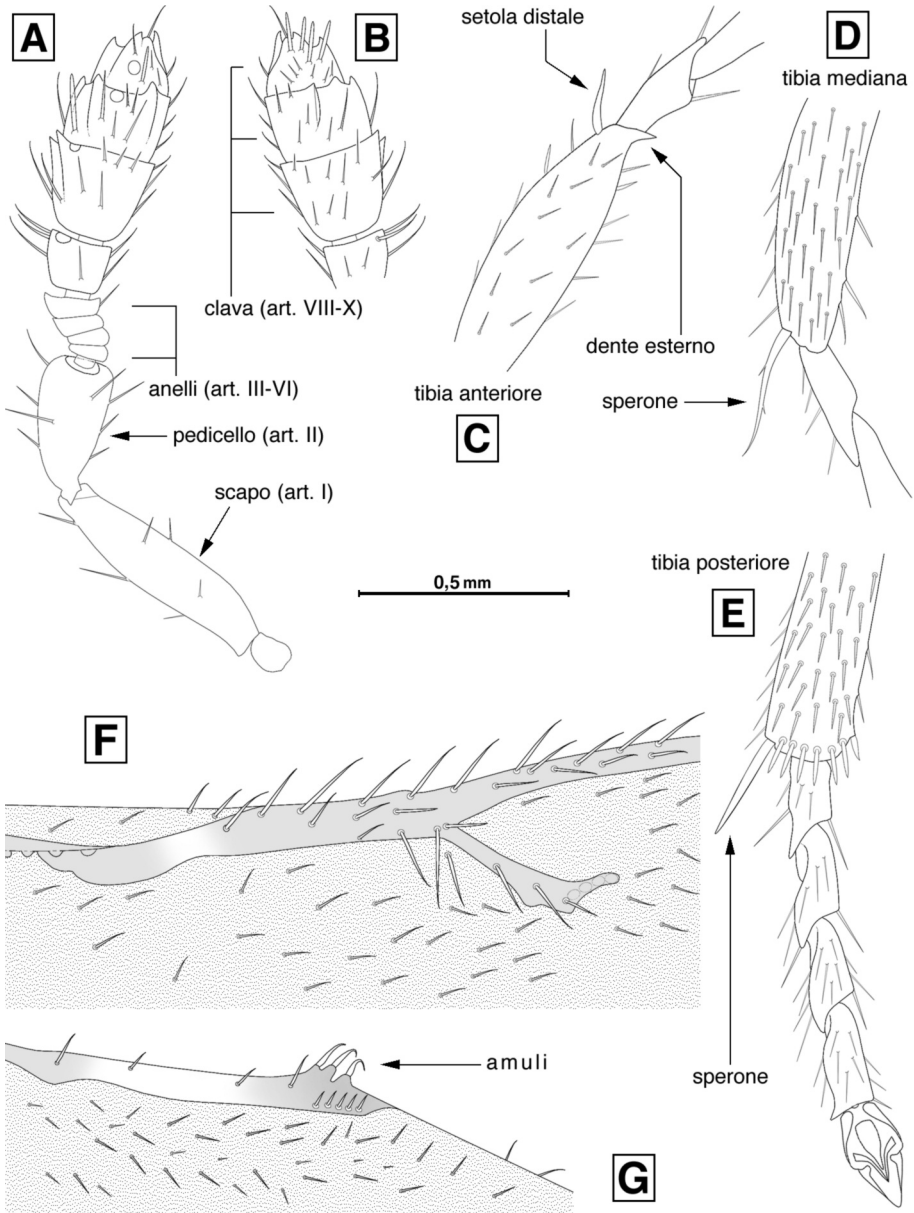 A
B
setola distale
D
tibia mediana
clava (art. VIII-X)
dente esterno
anelli (art. III-VI)
tibia anteriore
sperone
C
pedicello (art. II)
scapo (art. I)
tibia posteriore
0,5 mm
E
F
amuli
sperone
G